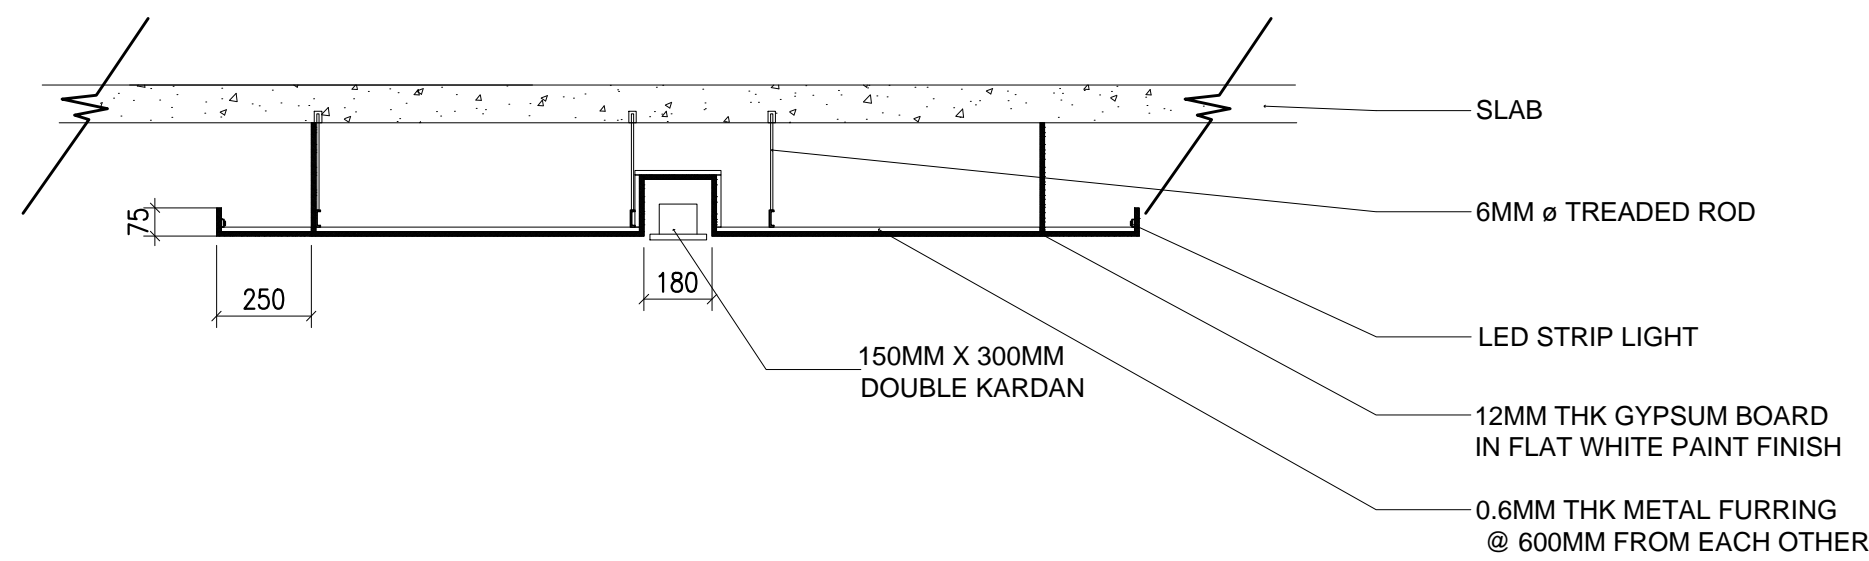 SLAB
75
6MM ø TREADED ROD
250
180
LED STRIP LIGHT
150MM X 300MM
DOUBLE KARDAN
12MM THK GYPSUM BOARD
IN FLAT WHITE PAINT FINISH
0.6MM THK METAL FURRING
@ 600MM FROM EACH OTHER